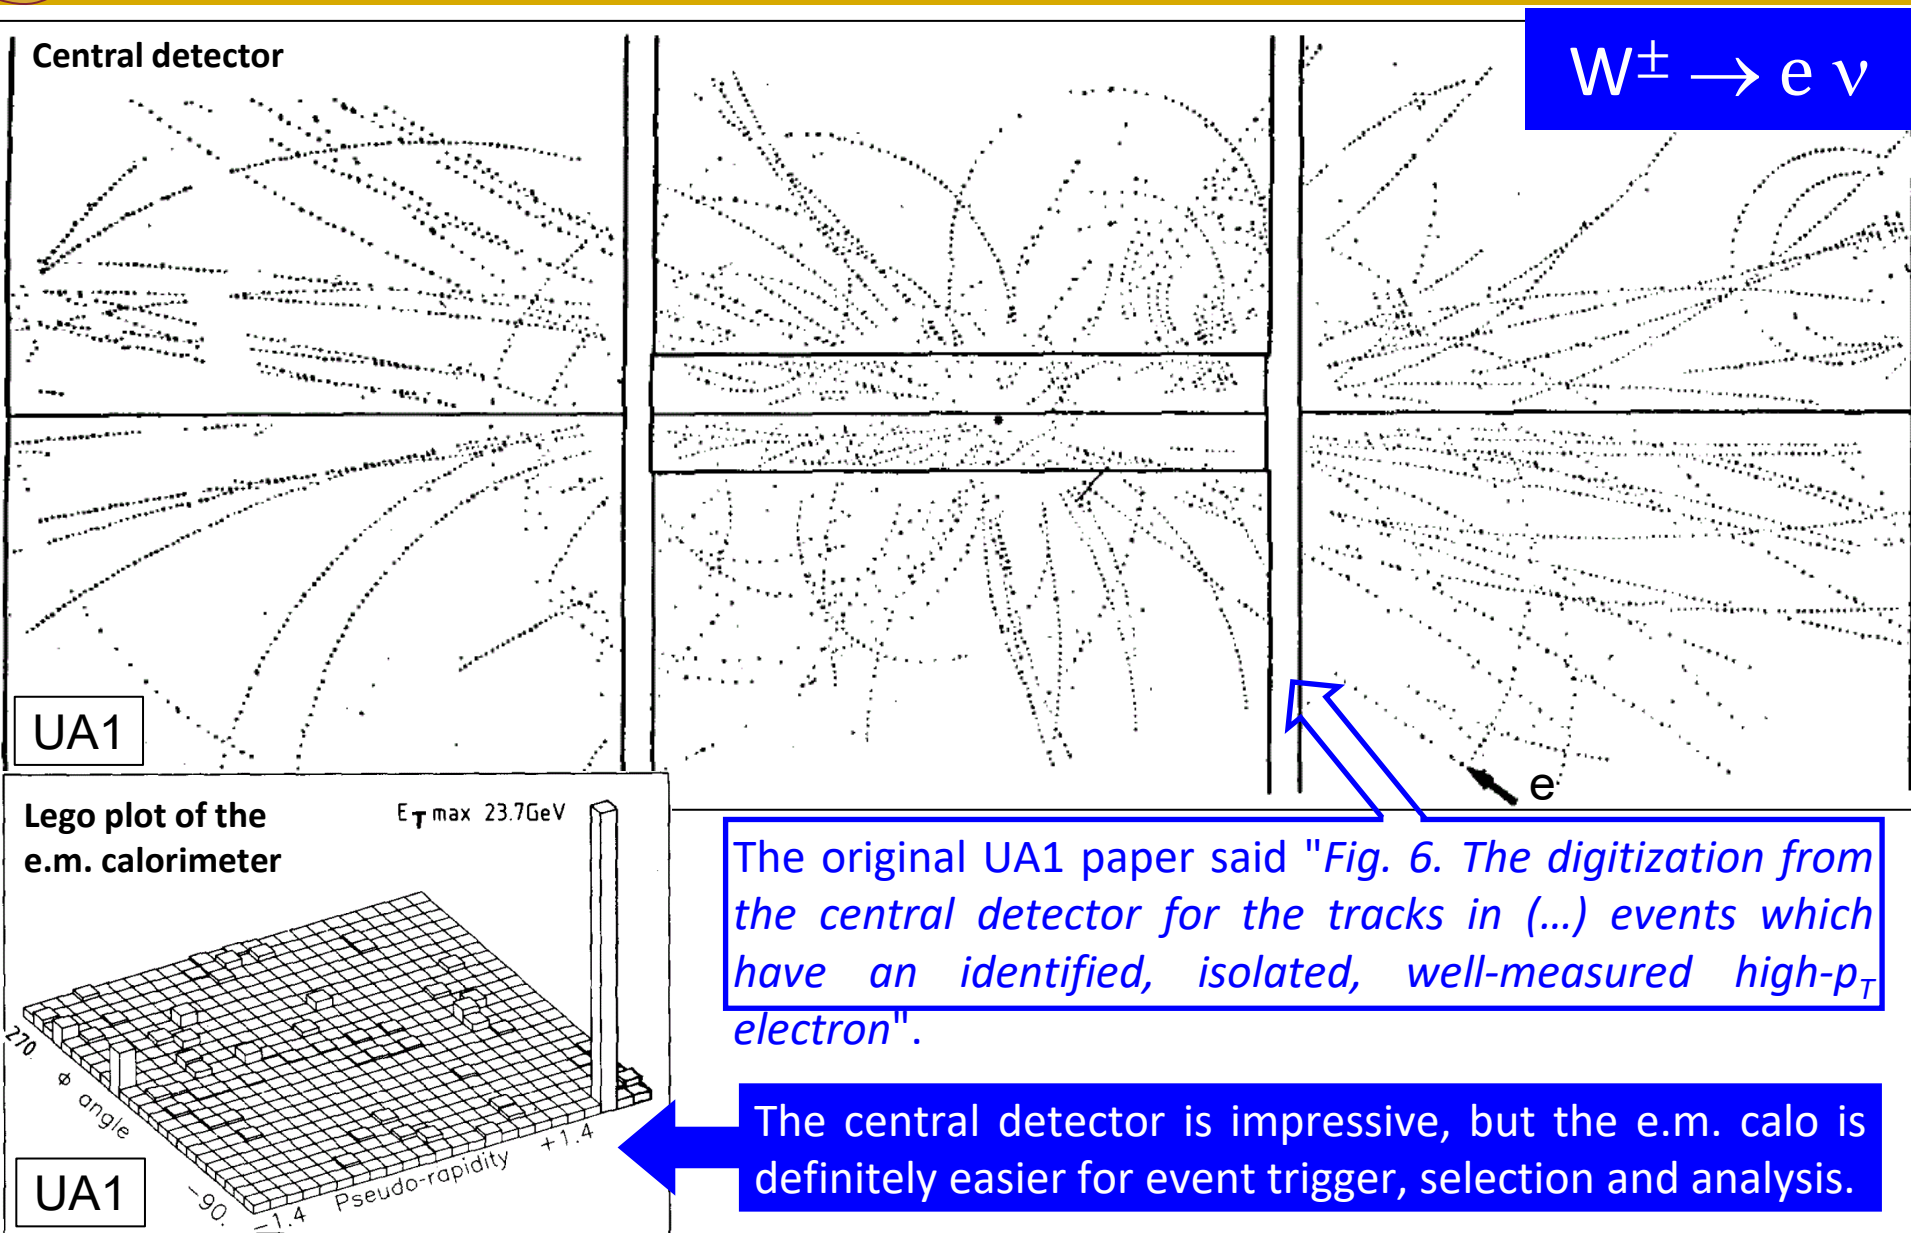 Central detector
W± → e ν
UA1
e
Lego plot of the
e.m. calorimeter
E_T max 23.7GeV
270.
φ angle
-90.
-1.4 Pseudo-rapidity +1.4
UA1
The original UA1 paper said "Fig. 6. The digitization from
the central detector for the tracks in (…) events which
have an identified, isolated, well-measured high-p_T
electron".
The central detector is impressive, but the e.m. calo is
definitely easier for event trigger, selection and analysis.